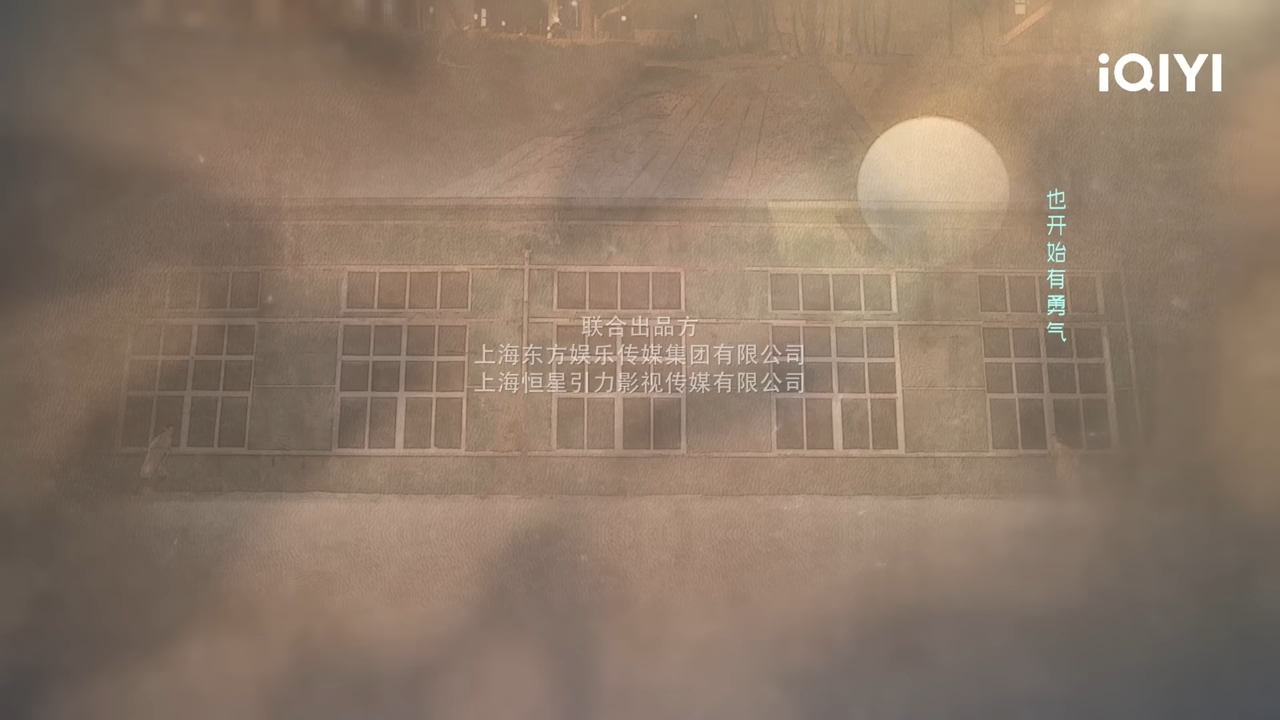 iQIYI
也开始有勇气
联合出品方
上海东方娱乐传媒集团有限公司
上海恒星引力影视传媒有限公司